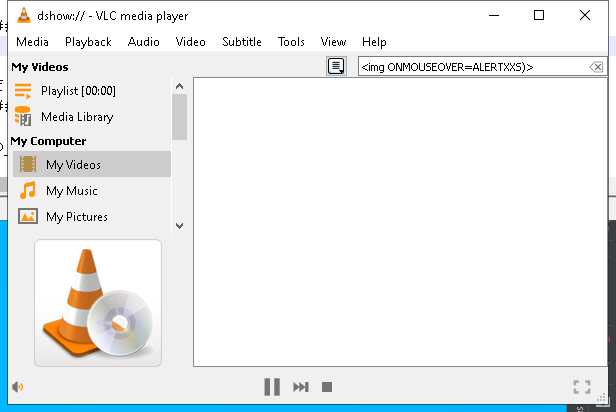 dshow:// - VLC media player
Media Playback Audio Video Subtitle Tools View Help
My Videos
<img ONMOUSEOVER=ALERTXXS)>
Playlist [00:00]
Media Library
My Computer
My Videos
My Music
My Pictures